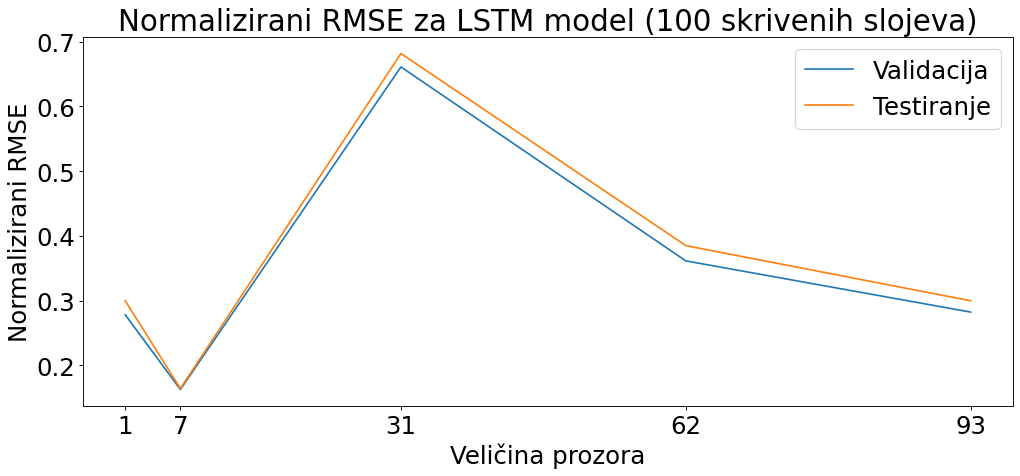 Normalizirani RMSE za LSTM model (100 skrivenih slojeva)
Normalizirani RMSE
0.7
0.6
0.5
0.4
0.3
0.2
Validacija
Testiranje
1 7 31 62 93
Veličina prozora